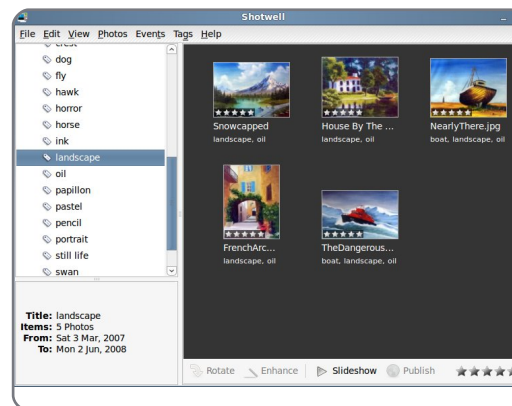 Shotwell
File Edit View Photos Events Tags Help
crest
dog
fly
hawk
horror
horse
ink
landscape
oil
papillon
pastel
pencil
portrait
still life
swan
Title: landscape
Items: 5 Photos
From: Sat 3 Mar, 2007
To: Mon 2 Jun, 2008
Snowcapped
landscape, oil
House By The ...
landscape, oil
NearlyThere.jpg
boat, landscape, oil
FrenchArc...
landscape, oil
TheDangerous...
boat, landscape, oil
Rotate Enhance Slideshow Publish